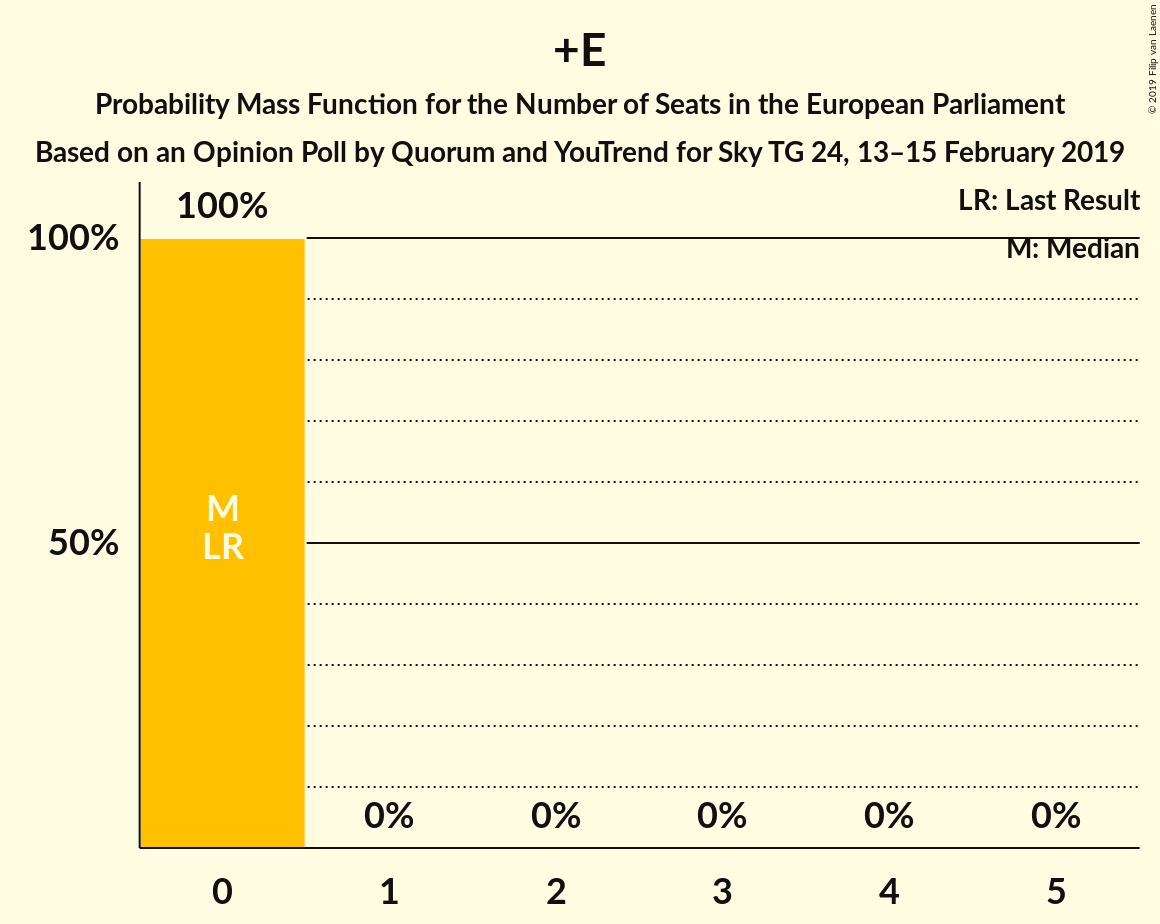 +E
Probability Mass Function for the Number of Seats in the European Parliament
Based on an Opinion Poll by Quorum and YouTrend for Sky TG 24, 13–15 February 2019
© 2019 Filip van Laenen
LR: Last Result
M: Median
100%
100%
50%
M
LR
0% 0% 0% 0% 0%
0 1 2 3 4 5